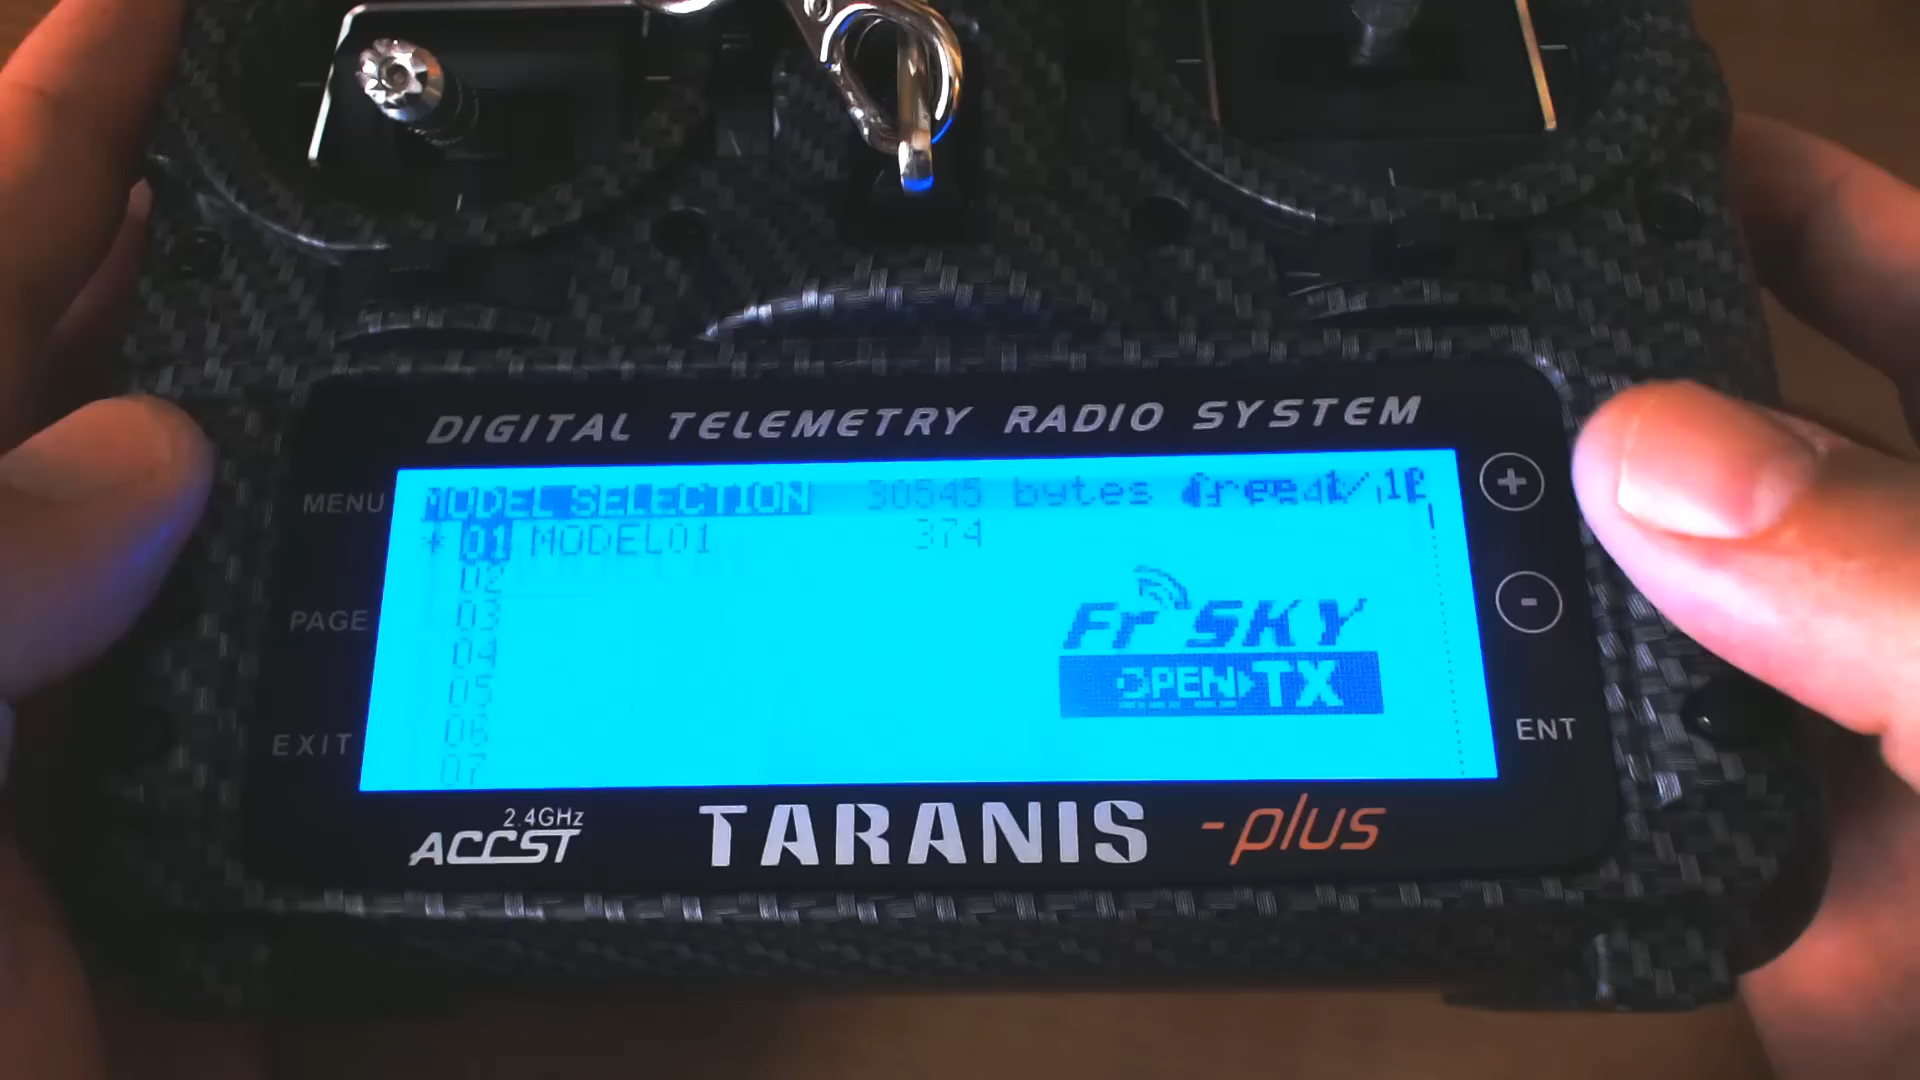 DIGITAL TELEMETRY RADIO SYSTEM
MENU
PAGE
EXIT
MODEL SELECTION 30545 bytes
* 01 MODEL01 374
02
03
04
05
06
07
FrSKY
OPEN TX
+
-
ENT
2.4GHz
ACCST
TARANIS -plus